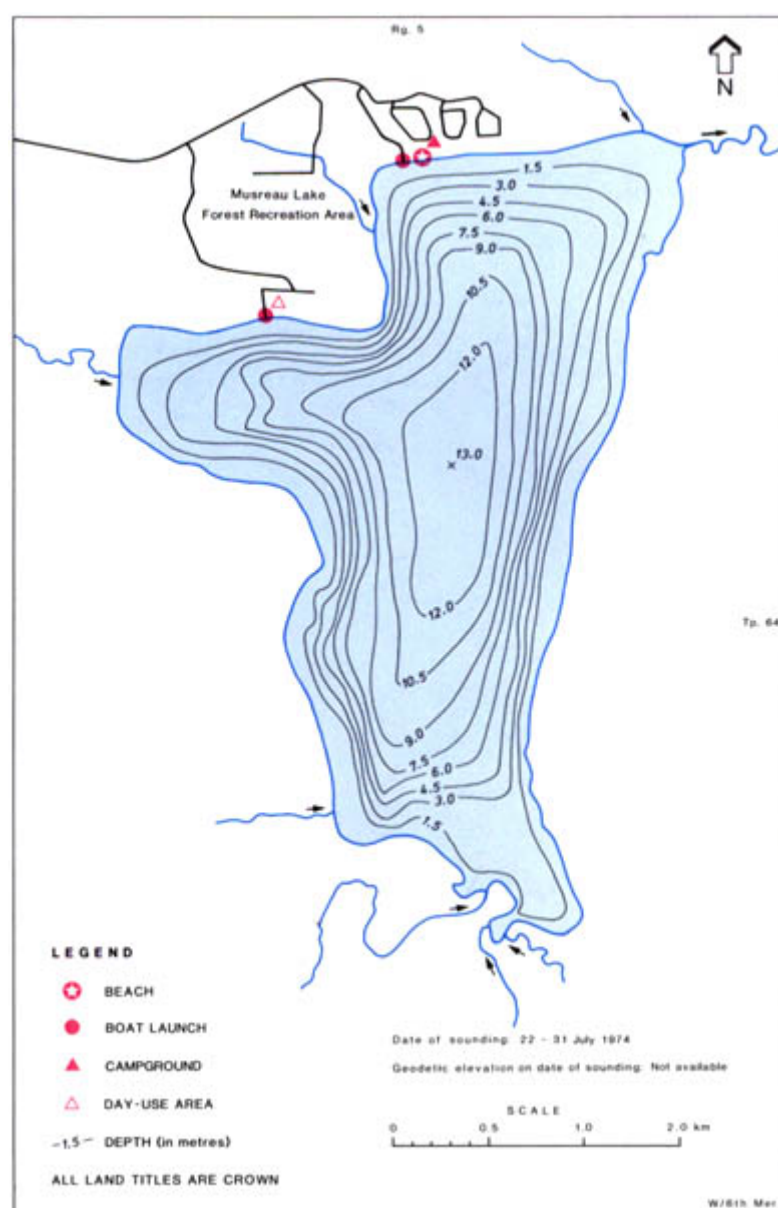 Rg. 5
N
Musreau Lake
Forest Recreation Area
1.5
3.0
4.5
6.0
7.5
9.0
10.5
12.0
13.0
12.0
10.5
9.0
7.5
6.0
4.5
3.0
1.5
Tp. 64
LEGEND
BEACH
BOAT LAUNCH
CAMPGROUND
DAY-USE AREA
-1.5- DEPTH (in metres)
ALL LAND TITLES ARE CROWN
Date of sounding: 22 - 31 July 1974
Geodetic elevation on date of sounding: Not available
SCALE
0 0.5 1.0 2.0 km
W/6th Mer